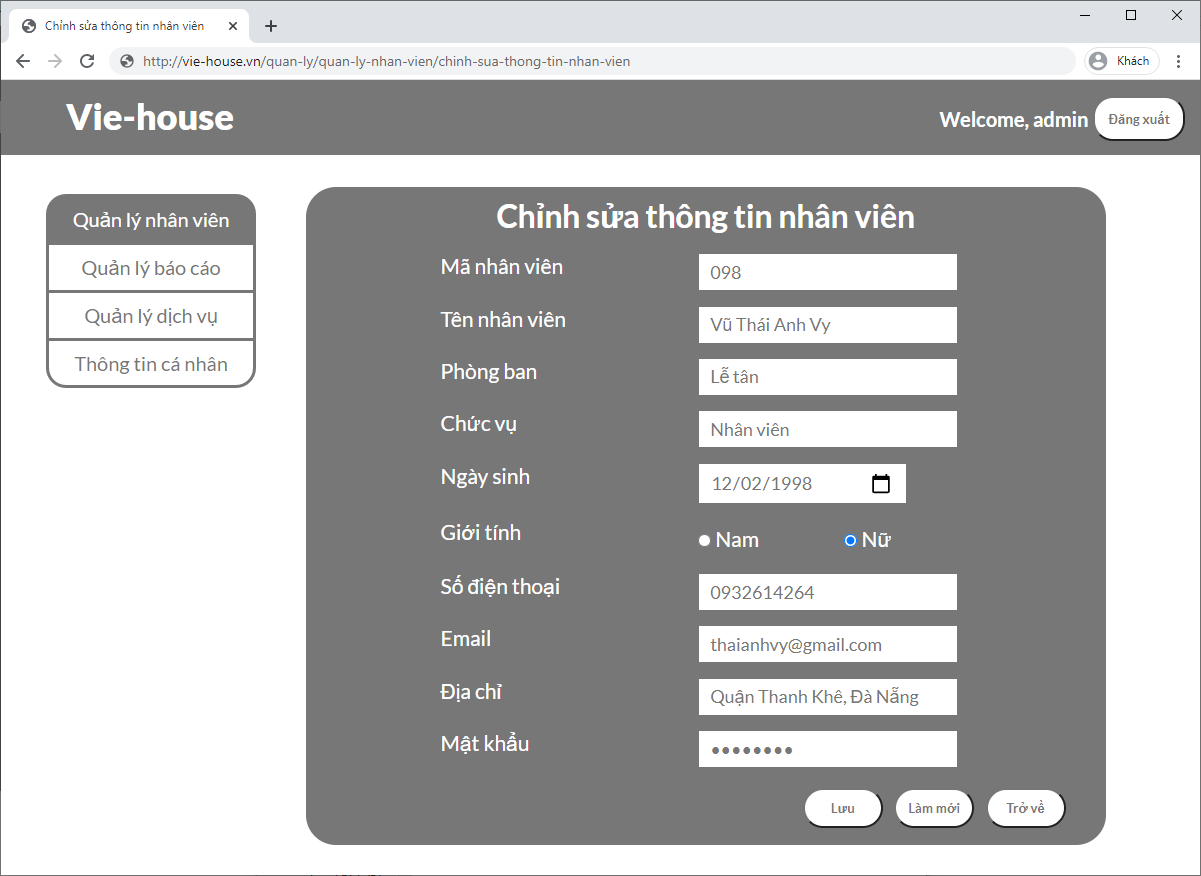 Chỉnh sửa thông tin nhân viên
http://vie-house.vn/quan-ly/quan-ly-nhan-vien/chinh-sua-thong-tin-nhan-vien
Khách
Vie-house
Welcome, admin
Đăng xuất
Quản lý nhân viên
Quản lý báo cáo
Quản lý dịch vụ
Thông tin cá nhân
Chỉnh sửa thông tin nhân viên
Mã nhân viên 098
Tên nhân viên Vũ Thái Anh Vy
Phòng ban Lễ tân
Chức vụ Nhân viên
Ngày sinh 12/02/1998
Giới tính Nam Nữ
Số điện thoại 0932614264
Email thaianhvy@gmail.com
Địa chỉ Quận Thanh Khê, Đà Nẵng
Mật khẩu ••••••••
Lưu Làm mới Trở về